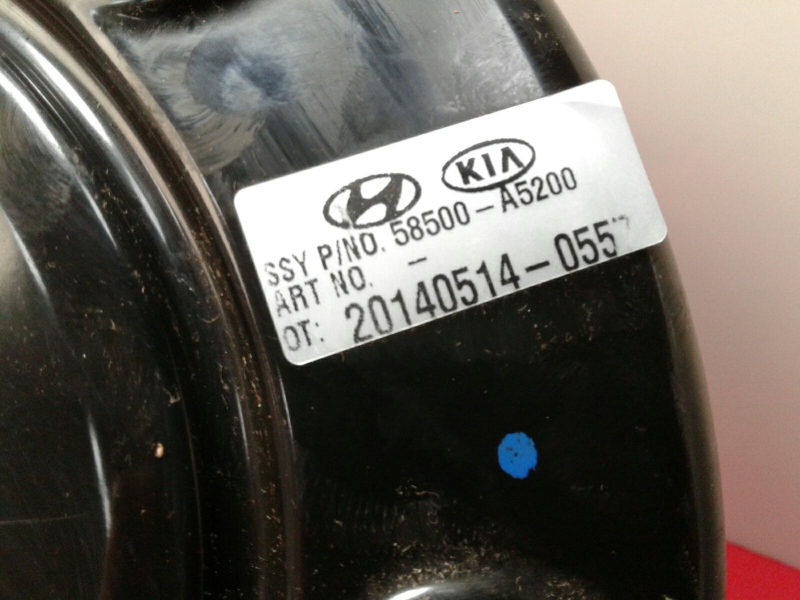 KIA
SSY P/NO. 58500-A5200
ART NO. -
OT: 20140514-055